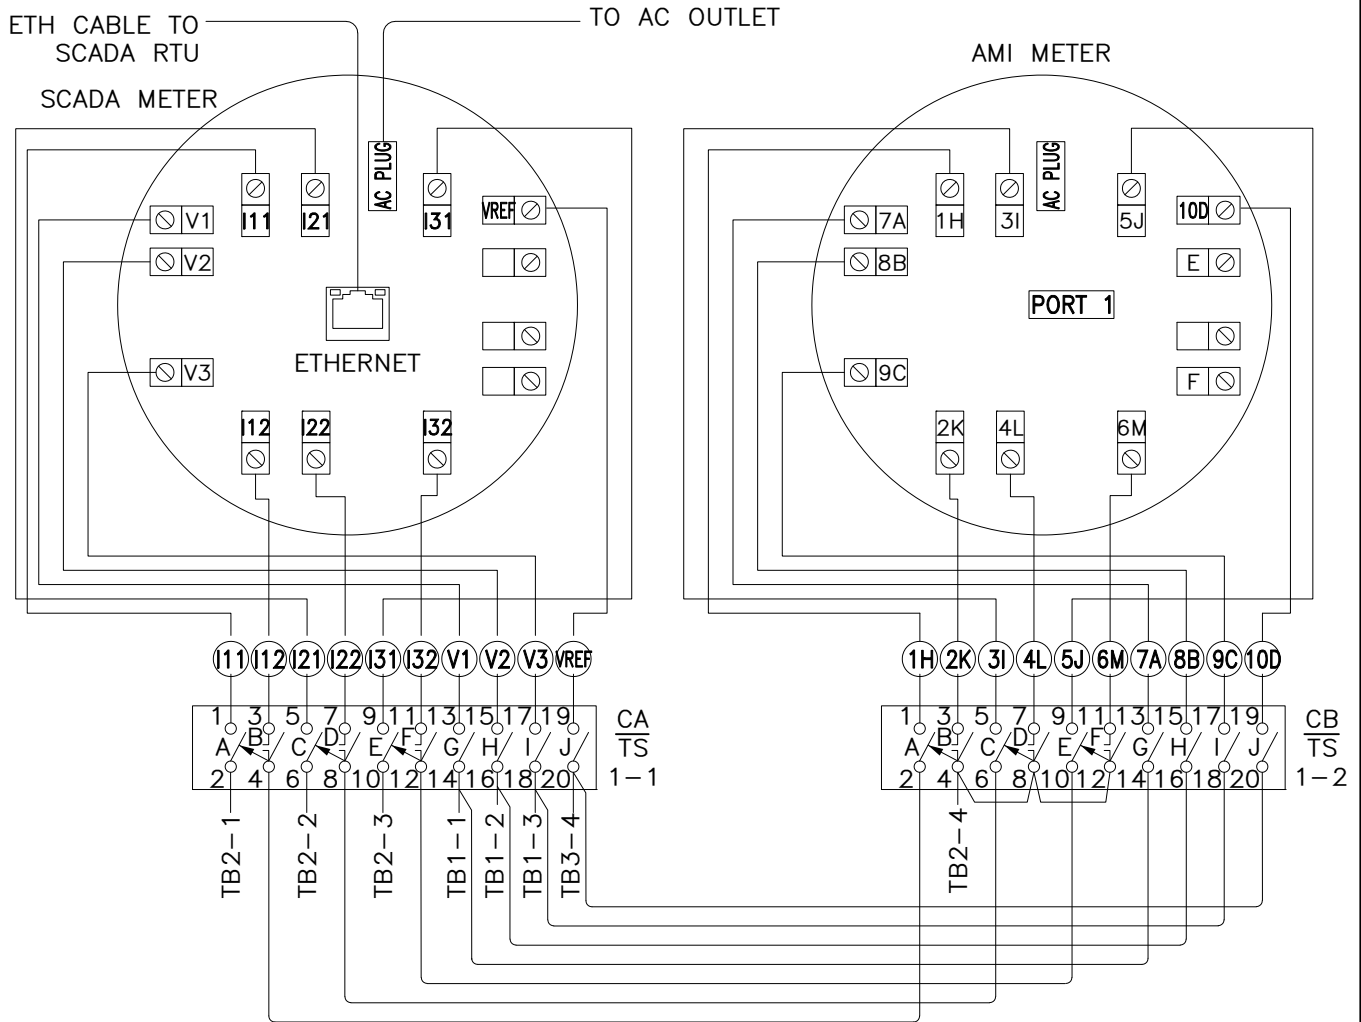 ETH CABLE TO
SCADA RTU
TO AC OUTLET
SCADA METER
AMI METER
AC PLUG
I11
I21
I31
VREF
V1
V2
V3
ETHERNET
I12
I22
I32
AC PLUG
1H
3I
5J
10D
7A
8B
E
PORT 1
9C
F
2K
4L
6M
I11 I12 I21 I22 I31 I32 V1 V2 V3 VREF
1H 2K 3I 4L 5J 6M 7A 8B 9C 10D
1 3 5 7 9 11 13 15 17 19
A B C D E F G H I J
2 4 6 8 10 12 14 16 18 20
CA
TS
1-1
1 3 5 7 9 11 13 15 17 19
A B C D E F G H I J
2 4 6 8 10 12 14 16 18 20
CB
TS
1-2
TB2-1
TB2-2
TB2-3
TB1-1
TB1-2
TB1-3
TB3-4
TB2-4